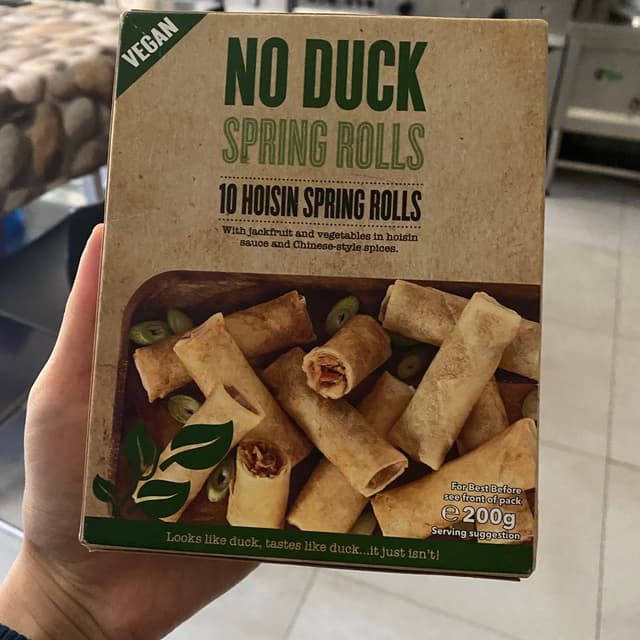 VEGAN
NO DUCK
SPRING ROLLS
10 HOISIN SPRING ROLLS
With jackfruit and vegetables in hoisin
sauce and Chinese-style spices.
For Best Before
see front of pack
℮200g
Serving suggestion
Looks like duck, tastes like duck...it just isn't!